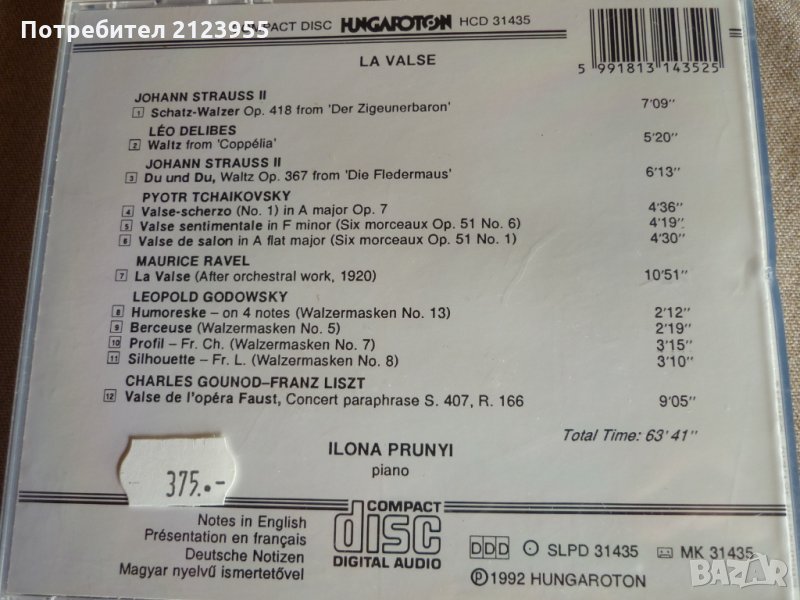 Потребител 2123955
COMPACT DISC HUNGAROTON HCD 31435
5 991813 143525
LA VALSE
JOHANN STRAUSS II
1 Schatz-Walzer Op. 418 from 'Der Zigeunerbaron' 7'09''
LÉO DELIBES
2 Waltz from 'Coppélia' 5'20''
JOHANN STRAUSS II
3 Du und Du, Waltz Op. 367 from 'Die Fledermaus' 6'13''
PYOTR TCHAIKOVSKY
4 Valse-scherzo (No. 1) in A major Op. 7 4'36''
5 Valse sentimentale in F minor (Six morceaux Op. 51 No. 6) 4'19''
6 Valse de salon in A flat major (Six morceaux Op. 51 No. 1) 4'30''
MAURICE RAVEL
7 La Valse (After orchestral work, 1920) 10'51''
LEOPOLD GODOWSKY
8 Humoreske – on 4 notes (Walzermasken No. 13) 2'12''
9 Berceuse (Walzermasken No. 5) 2'19''
10 Profil – Fr. Ch. (Walzermasken No. 7) 3'15''
11 Silhouette – Fr. L. (Walzermasken No. 8) 3'10''
CHARLES GOUNOD–FRANZ LISZT
12 Valse de l'opéra Faust, Concert paraphrase S. 407, R. 166 9'05''
Total Time: 63'41''
ILONA PRUNYI
piano
375.-
Notes in English
Présentation en français
Deutsche Notizen
Magyar nyelvű ismertetővel
COMPACT
disc
DIGITAL AUDIO
DDD SLPD 31435 MK 31435
℗ 1992 HUNGAROTON
BAZAR